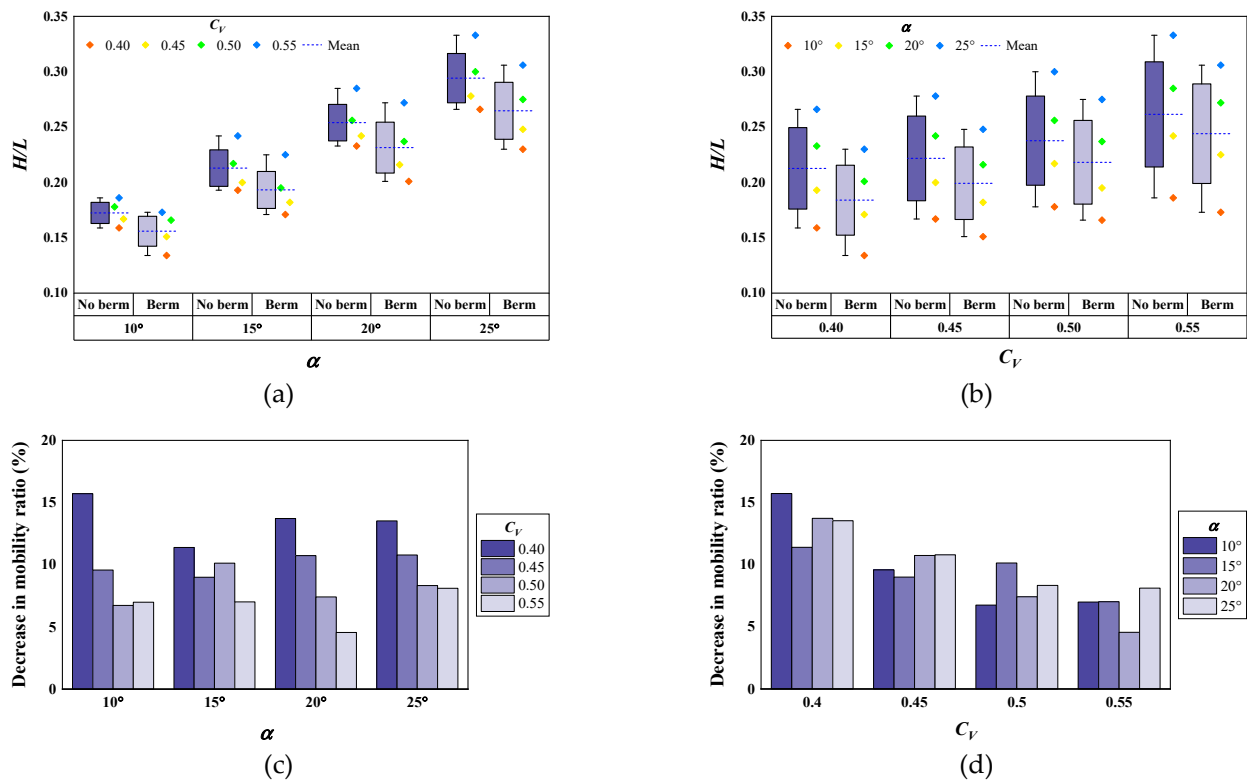 0.35
0.30
0.25
0.20
0.15
0.10
H/L
C_V
0.40 0.45 0.50 0.55 Mean
No berm Berm No berm Berm No berm Berm No berm Berm
10° 15° 20° 25°
α
(a)
0.35
0.30
0.25
0.20
0.15
0.10
H/L
α
10° 15° 20° 25° Mean
No berm Berm No berm Berm No berm Berm No berm Berm
0.40 0.45 0.50 0.55
C_V
(b)
20
15
10
5
0
Decrease in mobility ratio (%)
10° 15° 20° 25°
α
C_V
0.40
0.45
0.50
0.55
(c)
20
15
10
5
0
Decrease in mobility ratio (%)
0.4 0.45 0.5 0.55
C_V
α
10°
15°
20°
25°
(d)